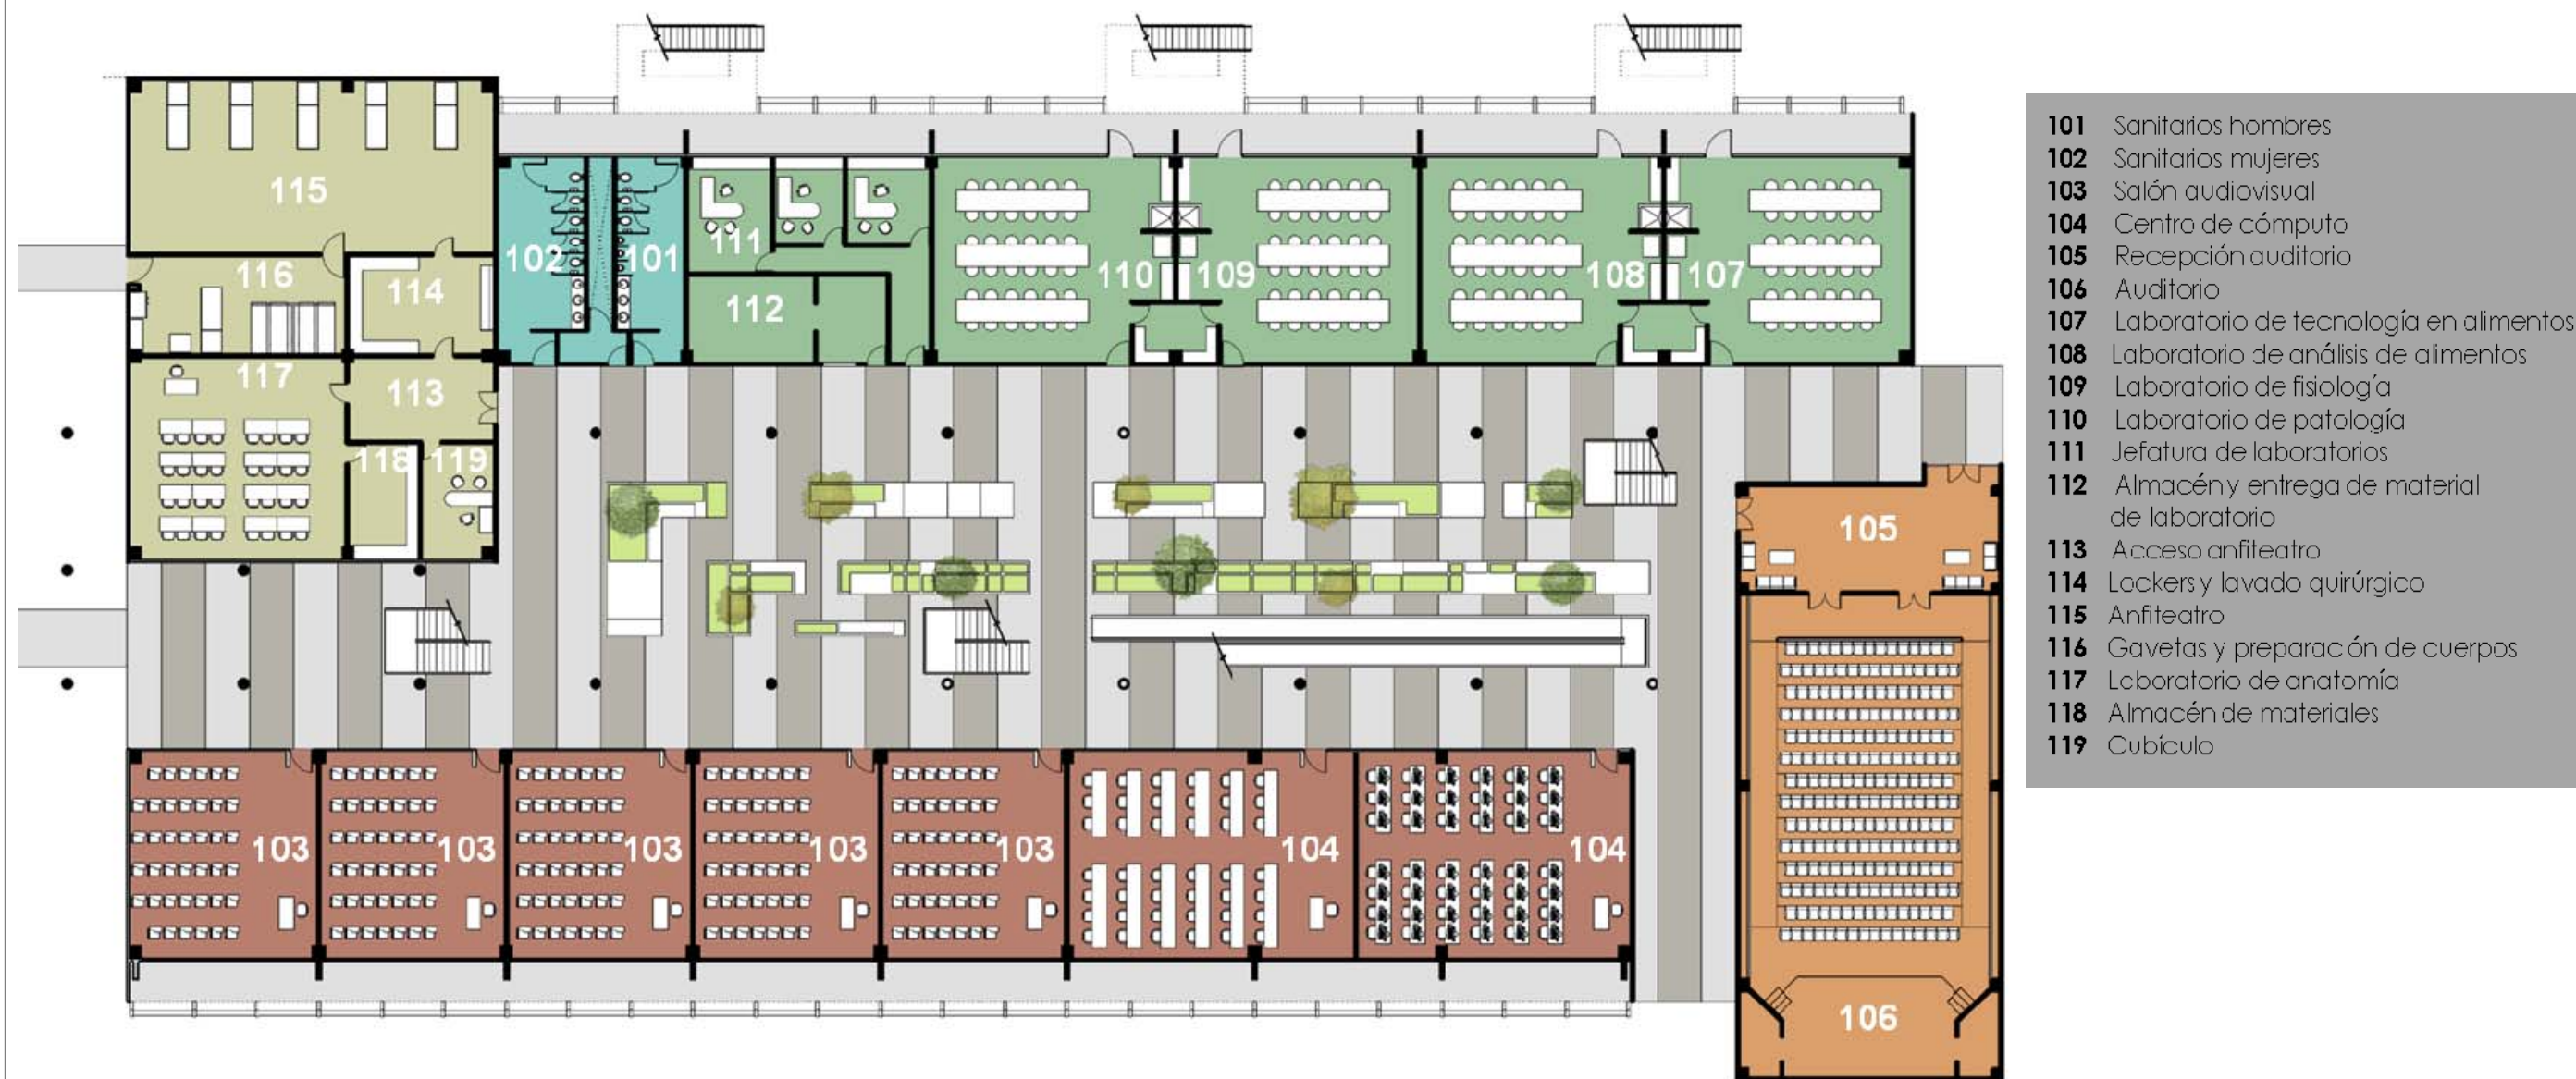 115
102
101
111
110
109
108
107
116
114
112
117
113
118
119
105
103
103
103
103
103
104
104
106
101 Sanitarios hombres
102 Sanitarios mujeres
103 Salón audiovisual
104 Centro de cómputo
105 Recepción auditorio
106 Auditorio
107 Laboratorio de tecnología en alimentos
108 Laboratorio de análisis de alimentos
109 Laboratorio de fisiología
110 Laboratorio de patología
111 Jefatura de laboratorios
112 Almacén y entrega de material
de laboratorio
113 Acceso anfiteatro
114 Lockers y lavado quirúrgico
115 Anfiteatro
116 Gavetas y preparación de cuerpos
117 Laboratorio de anatomía
118 Almacén de materiales
119 Cubículo